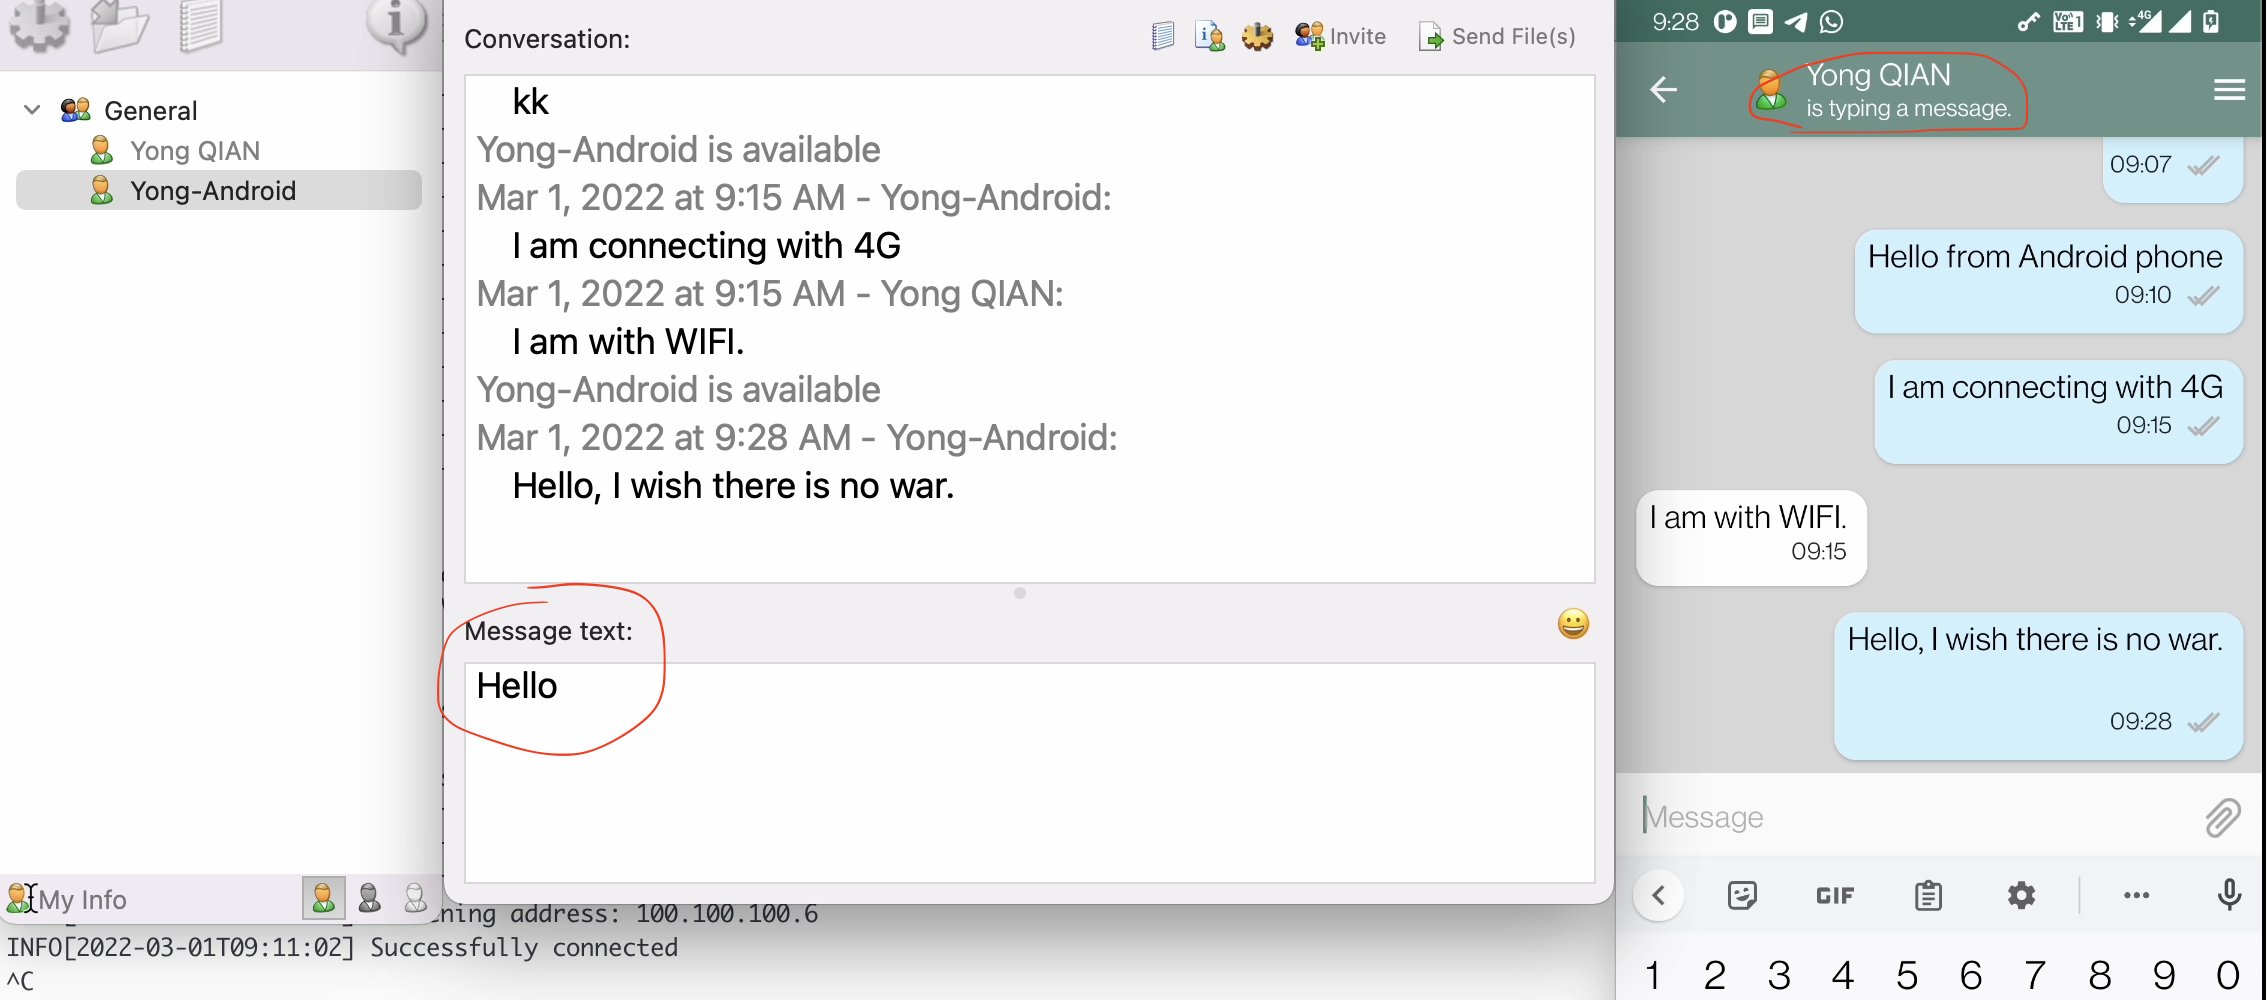 General
Yong QIAN
Yong-Android
My Info
Conversation:
Invite
Send File(s)
kk
Yong-Android is available
Mar 1, 2022 at 9:15 AM - Yong-Android:
I am connecting with 4G
Mar 1, 2022 at 9:15 AM - Yong QIAN:
I am with WIFI.
Yong-Android is available
Mar 1, 2022 at 9:28 AM - Yong-Android:
Hello, I wish there is no war.
Message text:
Hello
ning address: 100.100.100.6
INFO[2022-03-01T09:11:02] Successfully connected
^C
9:28
VoLTE1
4G
Yong QIAN
is typing a message.
09:07
Hello from Android phone
09:10
I am connecting with 4G
09:15
I am with WIFI.
09:15
Hello, I wish there is no war.
09:28
Message
GIF
1 2 3 4 5 6 7 8 9 0